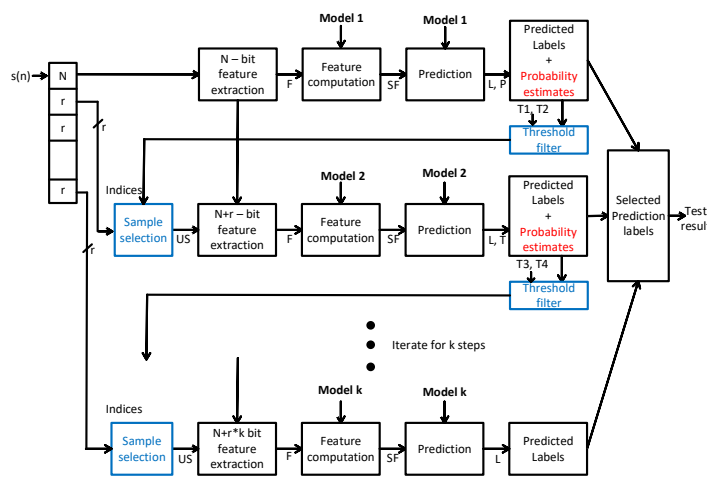 Model 1
Model 1
s(n)
N
r
r
r
r
r
N – bit
feature
extraction
F
Feature
computation
SF
Prediction
L, P
Predicted
Labels
+
Probability
estimates
T1, T2
Threshold
filter
Indices
Sample
selection
US
Model 2
Model 2
N+r – bit
feature
extraction
F
Feature
computation
SF
Prediction
L, T
Predicted
Labels
+
Probability
estimates
T3, T4
Threshold
filter
Selected
Prediction
labels
Test
result
Iterate for k steps
Indices
Sample
selection
US
Model k
Model k
N+r*k bit
feature
extraction
F
Feature
computation
SF
Prediction
L
Predicted
Labels